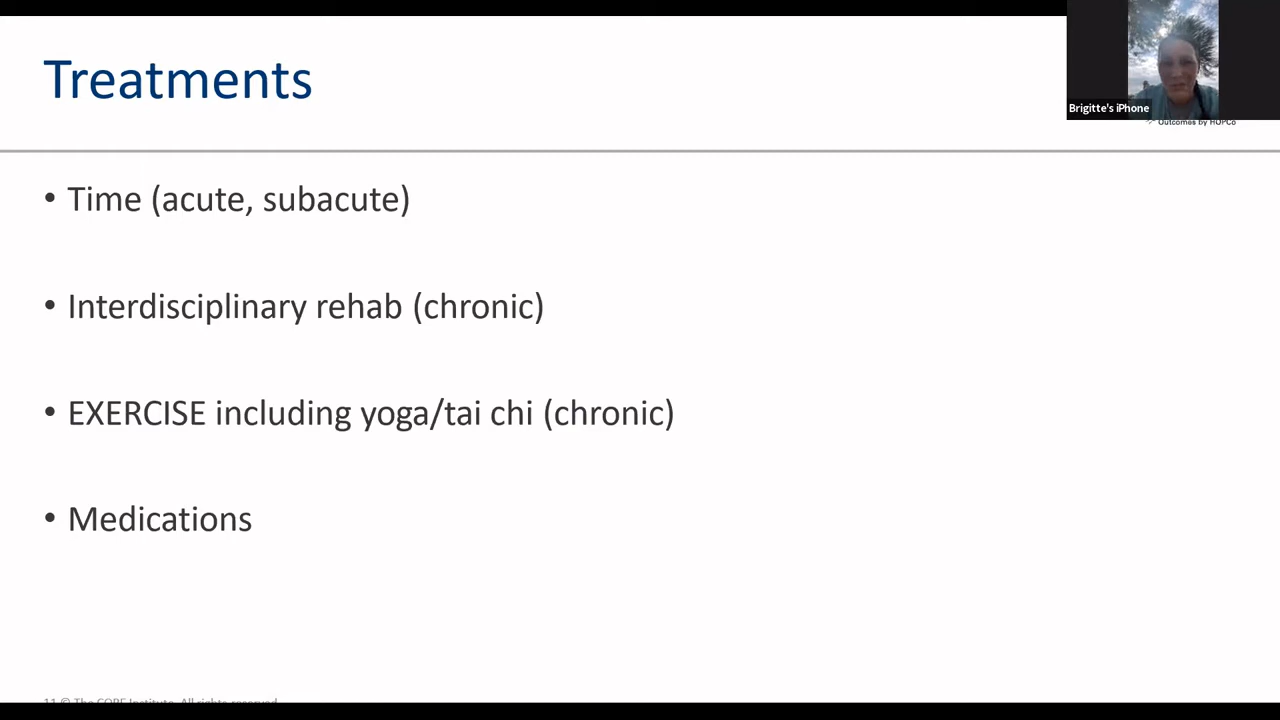 Treatments
Brigitte's iPhone
Outcomes by HOPCo
• Time (acute, subacute)
• Interdisciplinary rehab (chronic)
• EXERCISE including yoga/tai chi (chronic)
• Medications
11 © The CORE Institute. All rights reserved